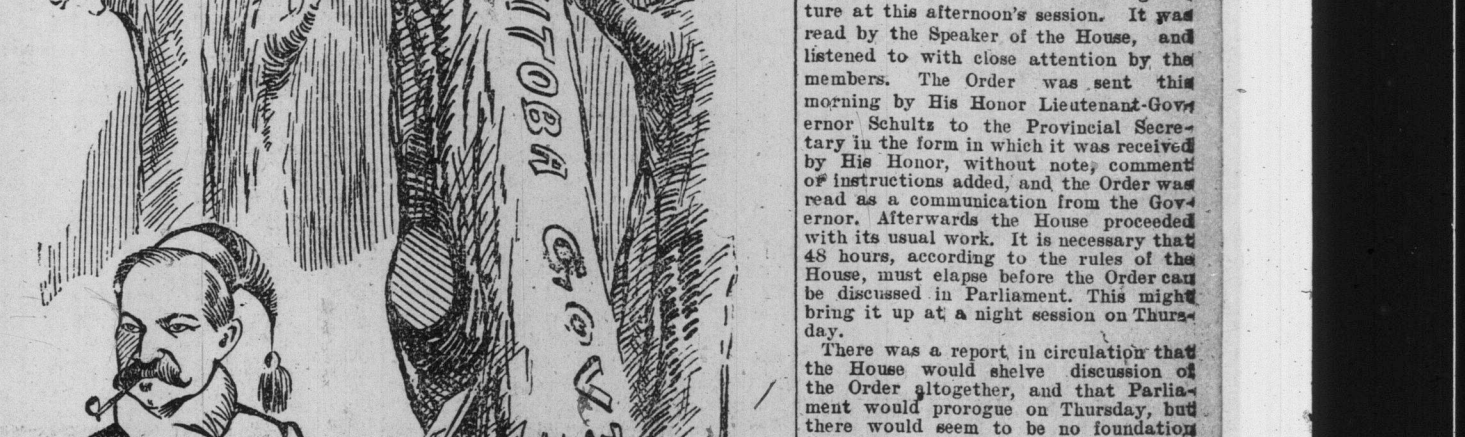 ITOBA GOV'T
ture at this afternoon's session. It was
read by the Speaker of the House, and
listened to with close attention by the
members. The Order was sent this
morning by His Honor Lieutenant-Gov-
ernor Schultz to the Provincial Secre-
tary in the form in which it was received
by His Honor, without note, comment
or instructions added, and the Order was
read as a communication from the Gov-
ernor. Afterwards the House proceeded
with its usual work. It is necessary that
48 hours, according to the rules of the
House, must elapse before the Order can
be discussed in Parliament. This might
bring it up at a night session on Thurs-
day.
There was a report in circulation that
the House would shelve discussion of
the Order altogether, and that Parlia-
ment would prorogue on Thursday, but
there would seem to be no foundation